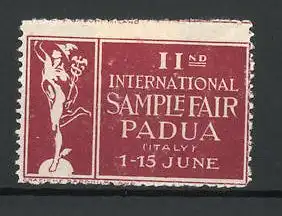 IIND
INTERNATIONAL
SAMPLE FAIR
PADUA
(ITALY)
1-15 JUNE